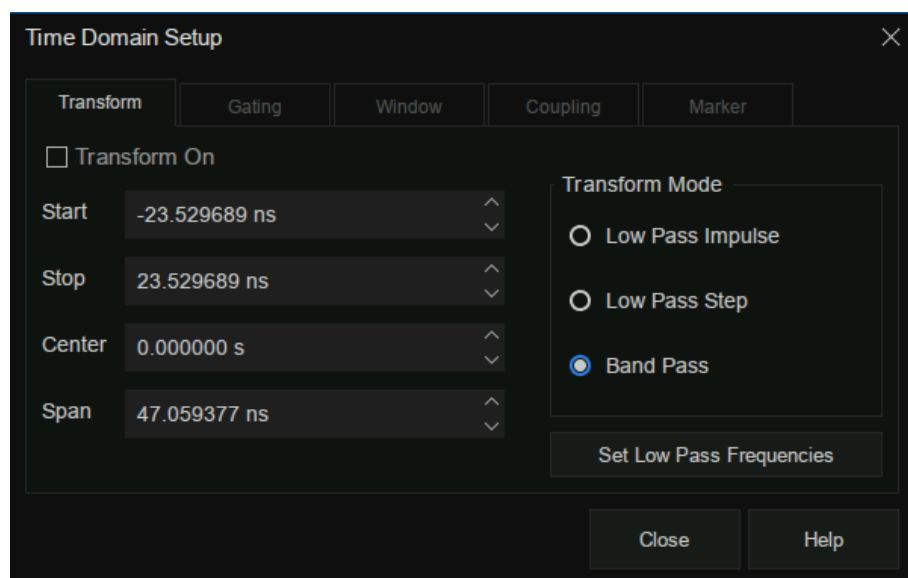 Time Domain Setup
Transform Gating Window Coupling Marker
Transform On
Start -23.529689 ns
Stop 23.529689 ns
Center 0.000000 s
Span 47.059377 ns
Transform Mode
Low Pass Impulse
Low Pass Step
Band Pass
Set Low Pass Frequencies
Close Help